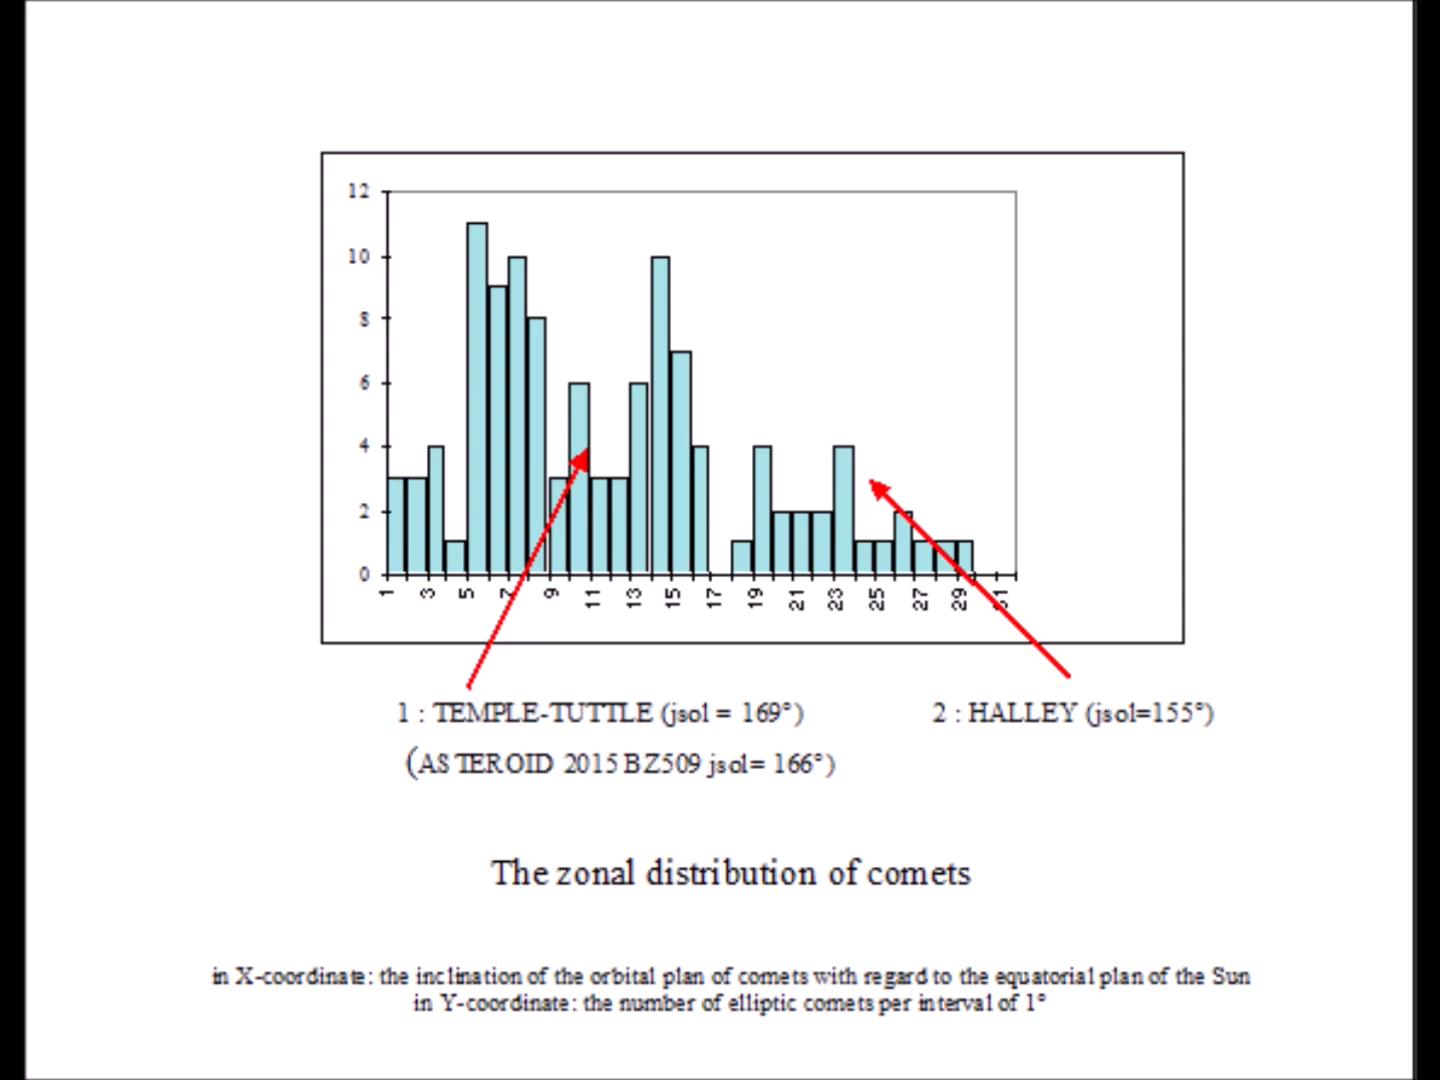 12
10
8
6
4
2
0
1 3 5 7 9 11 13 15 17 19 21 23 25 27 29 31
1 : TEMPLE-TUTTLE (jsol = 169°)
2 : HALLEY (jsol=155°)
(ASTEROID 2015 BZ509 jsol= 166°)
The zonal distribution of comets
in X-coordinate: the inclination of the orbital plan of comets with regard to the equatorial plan of the Sun
in Y-coordinate: the number of elliptic comets per interval of 1°